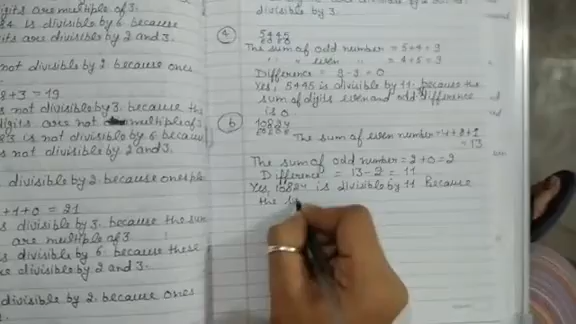 igits are multiple of 3.
divisible by 6 because
its are divisible by 2 and 3.
not divisible by 2 because ones
8+3=19
s not divisible by 3 because the
digits are not multiple of 3
83 is not divisible by 6 because
s not divisible by 2 and 3.
divisible by 2 because ones
+1+0=21
s divisible by 3 because the sum
are multiple of 3
s divisible by 6 because these
e divisible by 2 and 3.
divisible by 2 because ones
divisible by 3.
a
5445
The sum of odd number = 5+4=9
" " even " = 4+5=9
Difference = 9-9=0
Yes, 5445 is divisible by 11 because the
sum of digits even and odd difference
is 0
b
10824
The sum of even number=4+8+1
=13
The sum of odd number=2+0=2
Difference = 13-2=11
Yes, 10824 is divisible by 11 because
the